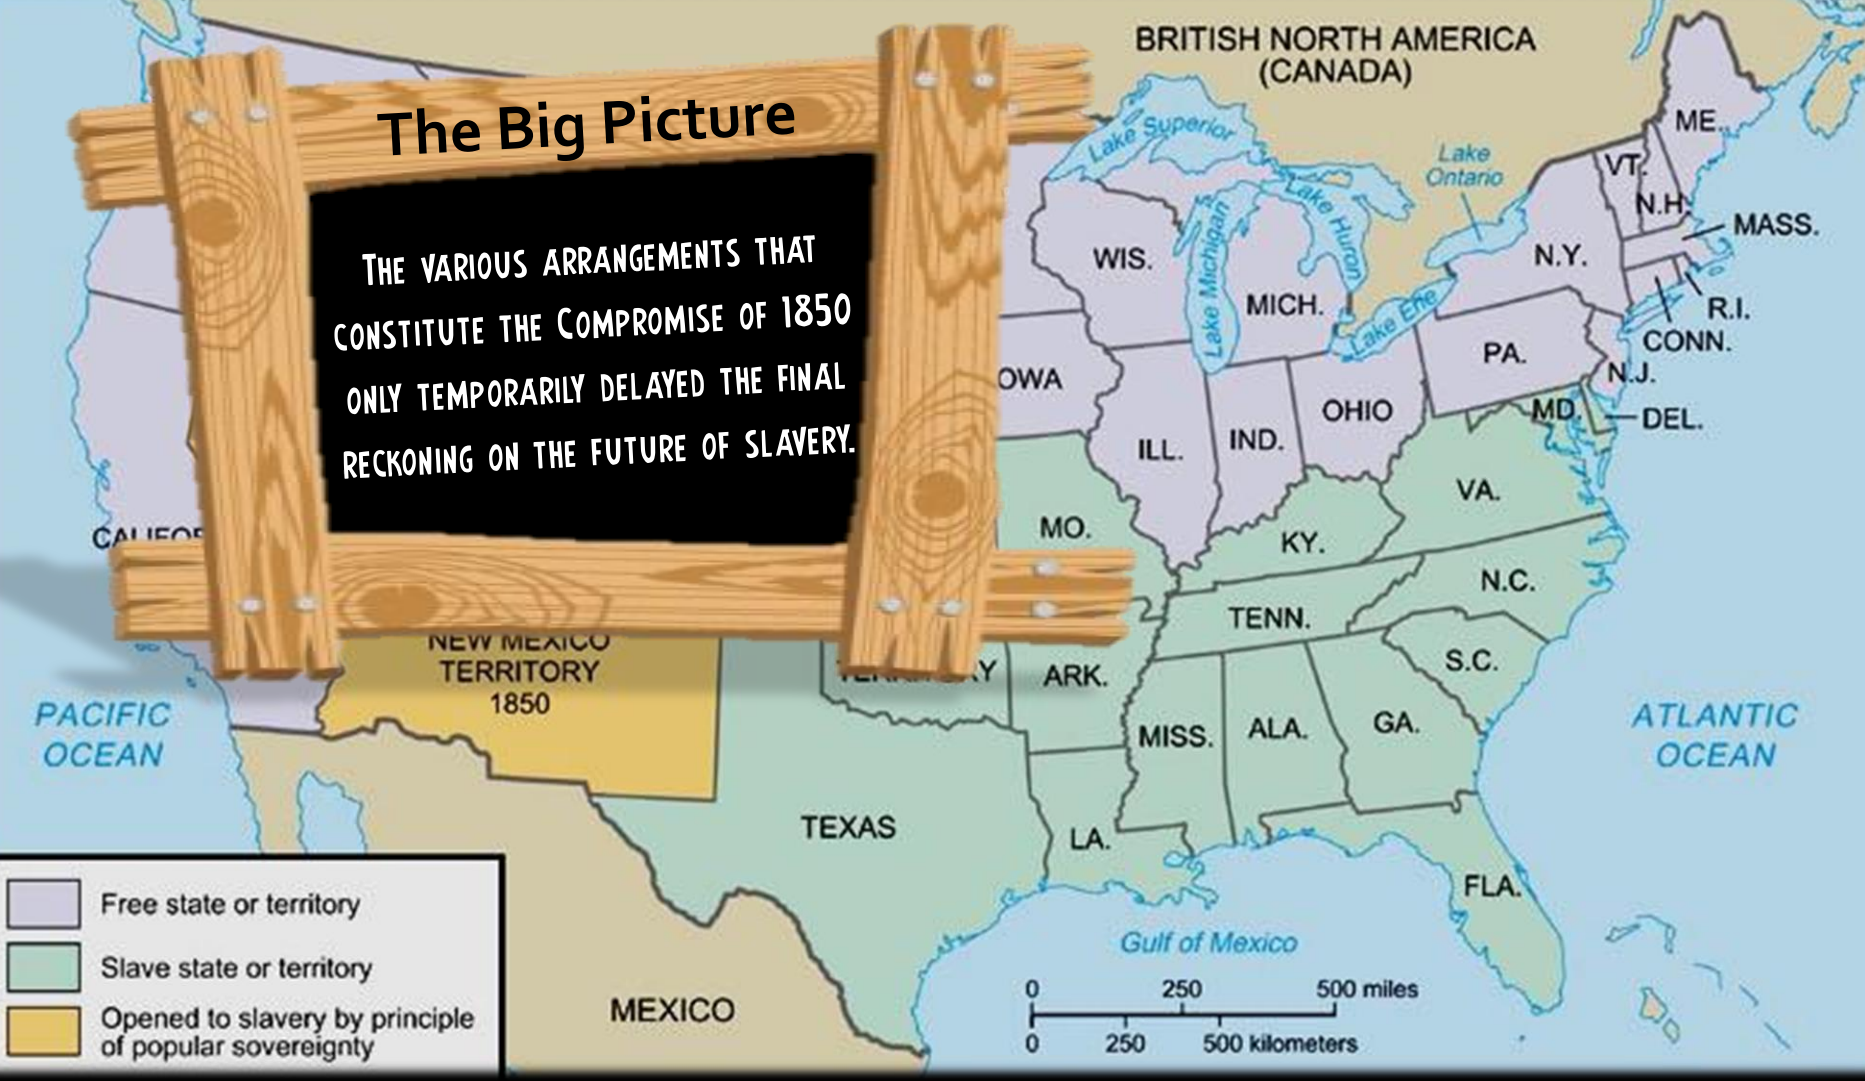 The Big Picture
The various arrangements that
constitute the Compromise of 1850
only temporarily delayed the final
reckoning on the future of slavery.
BRITISH NORTH AMERICA
(CANADA)
Lake Superior
Lake Michigan
Lake Huron
Lake
Ontario
Lake Erie
ME.
VT.
N.H.
MASS.
N.Y.
R.I.
CONN.
WIS.
MICH.
PA.
N.J.
OWA
OHIO
MD.
DEL.
ILL.
IND.
VA.
MO.
KY.
CALIFOR
N.C.
TENN.
NEW MEXICO
TERRITORY
1850
TERRITORY
ARK.
S.C.
MISS.
ALA.
GA.
PACIFIC
OCEAN
ATLANTIC
OCEAN
TEXAS
LA.
FLA.
Gulf of Mexico
MEXICO
0 250 500 miles
0 250 500 kilometers
Free state or territory
Slave state or territory
Opened to slavery by principle
of popular sovereignty